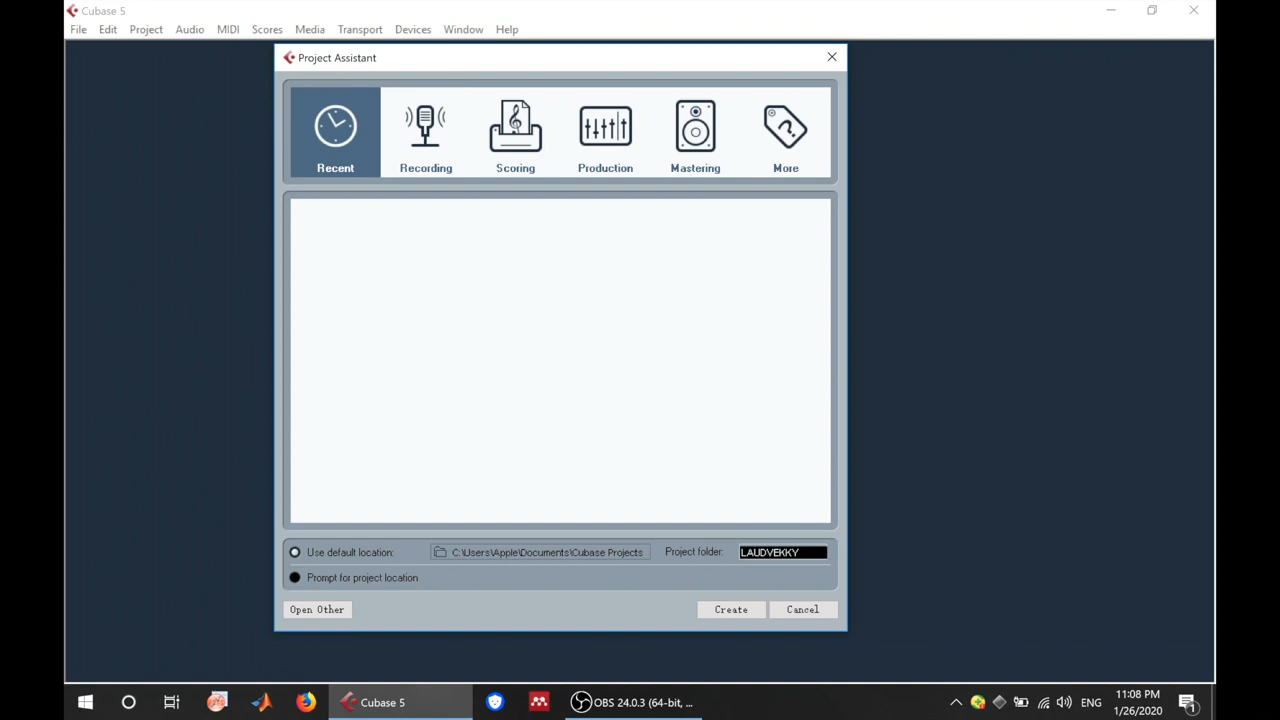 Cubase 5
File Edit Project Audio MIDI Scores Media Transport Devices Window Help
Project Assistant
Recent Recording Scoring Production Mastering More
Use default location: C:\Users\Apple\Documents\Cubase Projects Project folder: LAUDVEKKY
Prompt for project location
Open Other Create Cancel
Cubase 5 OBS 24.0.3 (64-bit, ... ENG 11:08 PM
1/26/2020 1